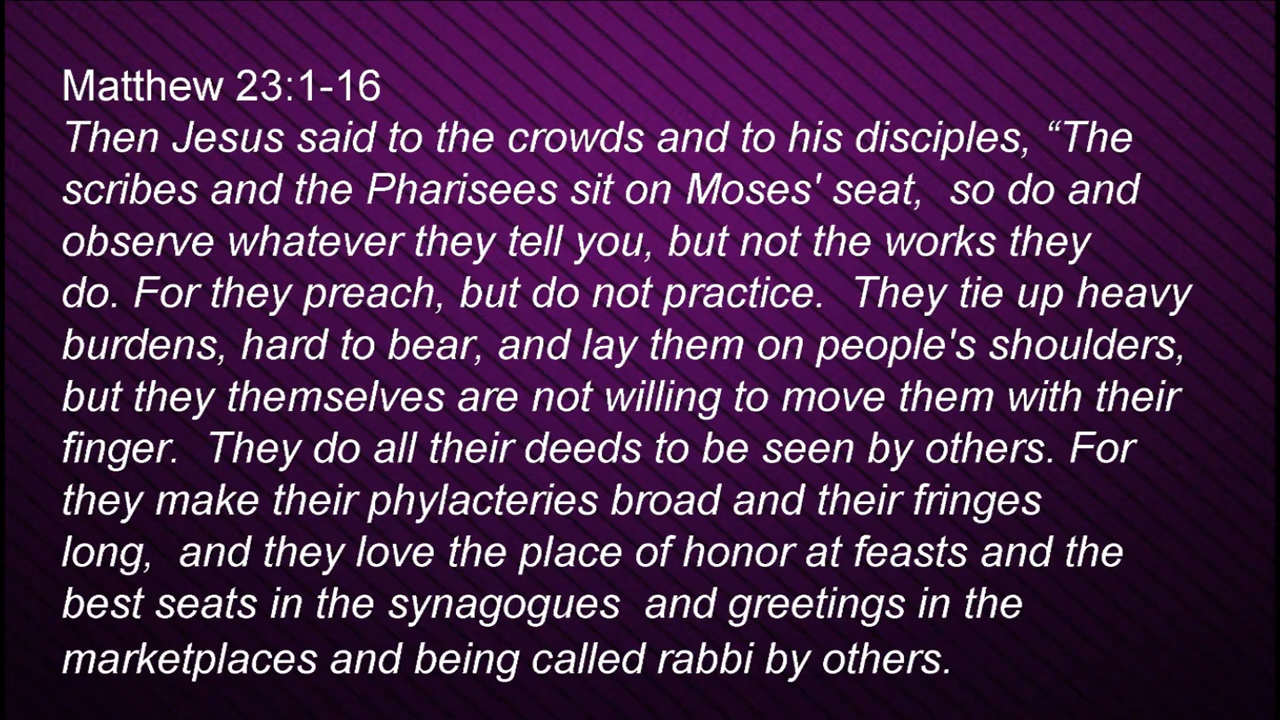 Matthew 23:1-16
Then Jesus said to the crowds and to his disciples, “The
scribes and the Pharisees sit on Moses' seat,  so do and
observe whatever they tell you, but not the works they
do. For they preach, but do not practice.  They tie up heavy
burdens, hard to bear, and lay them on people's shoulders,
but they themselves are not willing to move them with their
finger.  They do all their deeds to be seen by others. For
they make their phylacteries broad and their fringes
long,  and they love the place of honor at feasts and the
best seats in the synagogues  and greetings in the
marketplaces and being called rabbi by others.